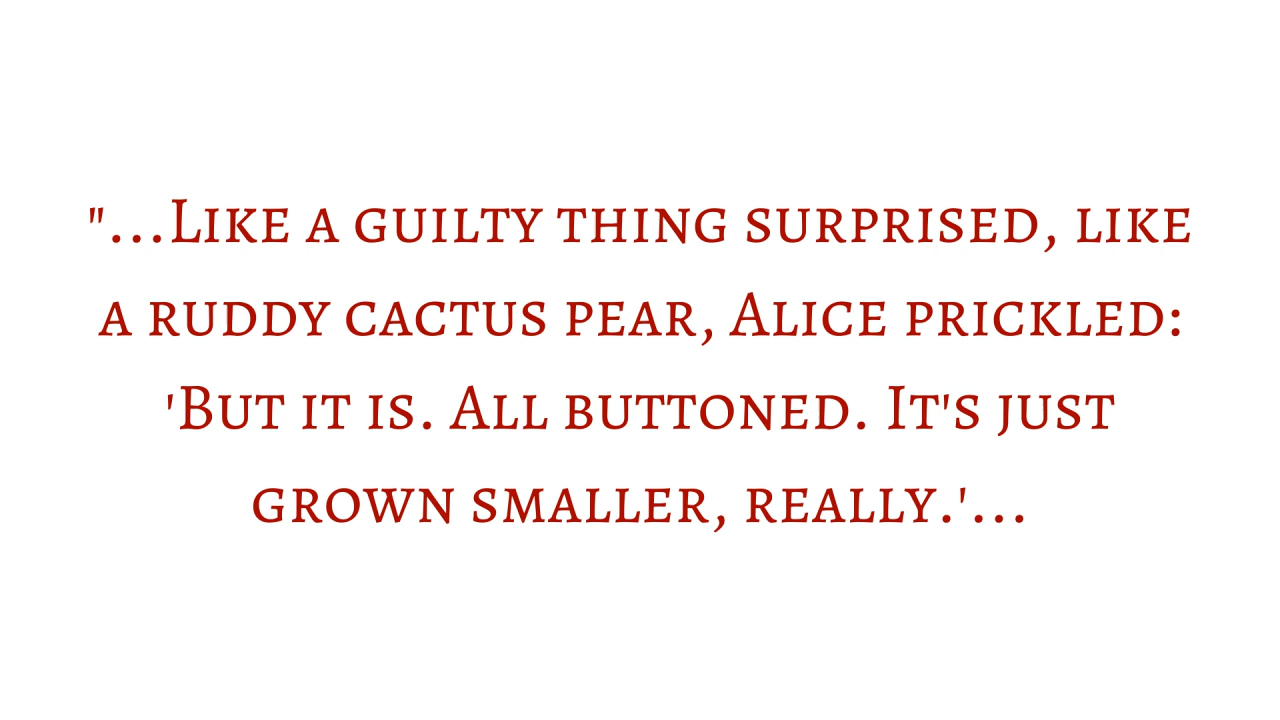 "...Like a guilty thing surprised, like
a ruddy cactus pear, Alice prickled:
'But it is. All buttoned. It's just
grown smaller, really.'...